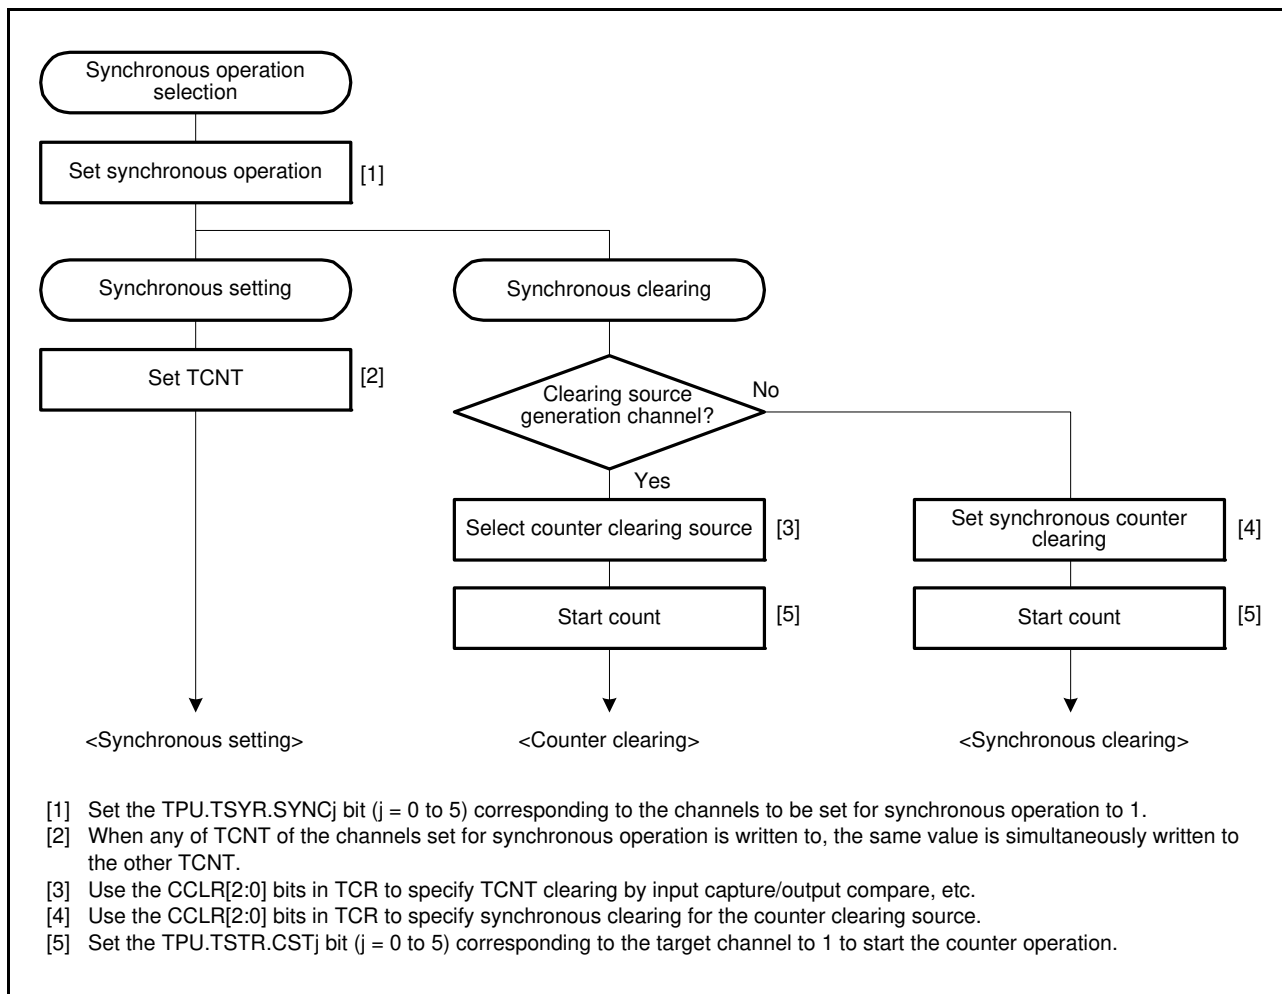 Synchronous operation
selection
Set synchronous operation [1]
Synchronous setting
Synchronous clearing
Set TCNT [2]
Clearing source
generation channel?
No
Yes
Select counter clearing source [3]
Set synchronous counter
clearing
[4]
Start count [5]
Start count [5]
<Synchronous setting>
<Counter clearing>
<Synchronous clearing>
[1] Set the TPU.TSYR.SYNCj bit (j = 0 to 5) corresponding to the channels to be set for synchronous operation to 1.
[2] When any of TCNT of the channels set for synchronous operation is written to, the same value is simultaneously written to
the other TCNT.
[3] Use the CCLR[2:0] bits in TCR to specify TCNT clearing by input capture/output compare, etc.
[4] Use the CCLR[2:0] bits in TCR to specify synchronous clearing for the counter clearing source.
[5] Set the TPU.TSTR.CSTj bit (j = 0 to 5) corresponding to the target channel to 1 to start the counter operation.